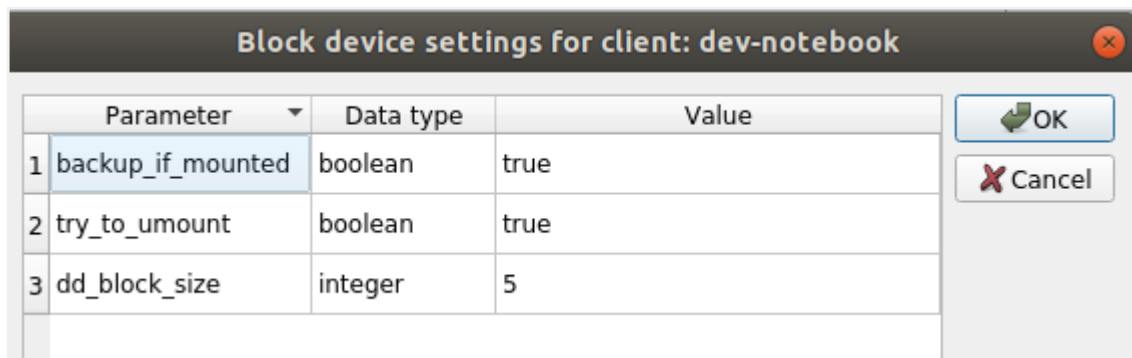 Block device settings for client: dev-notebook
Parameter Data type Value
OK
1 backup_if_mounted boolean true
Cancel
2 try_to_umount boolean true
3 dd_block_size integer 5